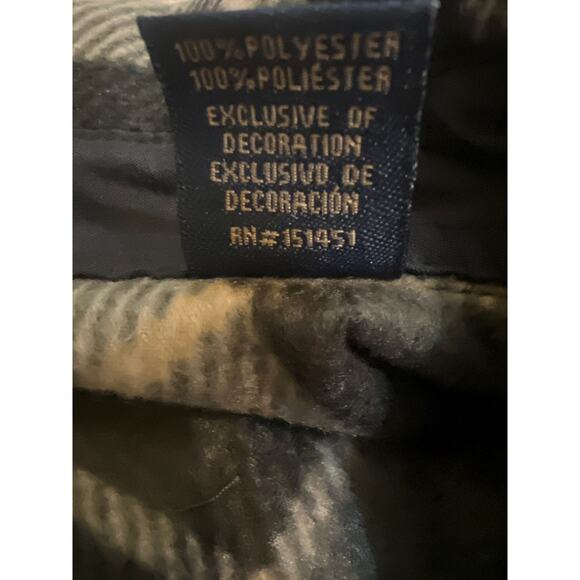 100% POLYESTER
100% POLIÉSTER
EXCLUSIVE OF
DECORATION
EXCLUSIVO DE
DECORACIÓN
RN#151451